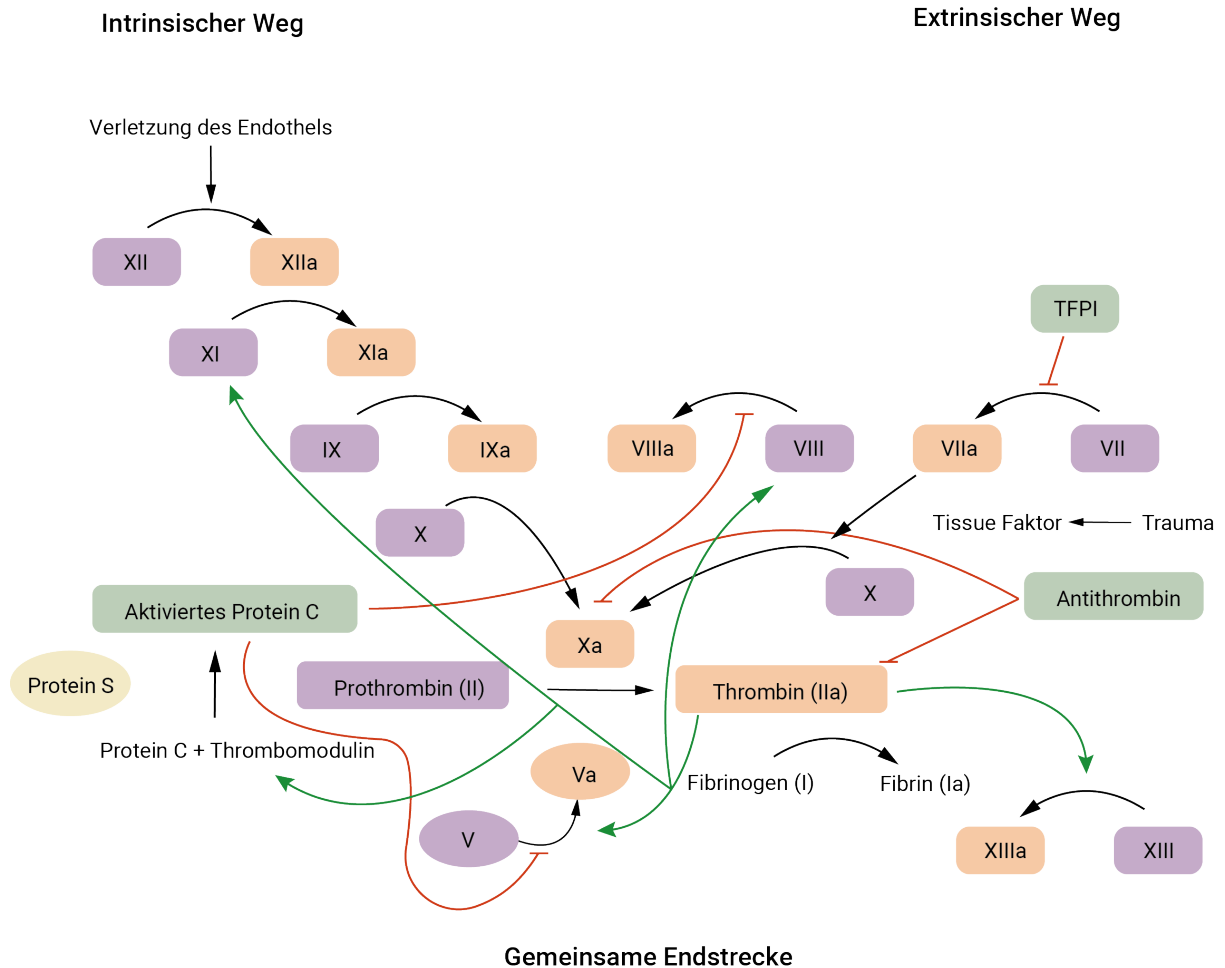 Intrinsischer Weg
Extrinsischer Weg
Verletzung des Endothels
XII
XIIa
TFPI
XI
XIa
IX
IXa
VIIIa
VIII
VIIa
VII
X
Tissue Faktor
Trauma
X
Aktiviertes Protein C
Antithrombin
Xa
Protein S
Prothrombin (II)
Thrombin (IIa)
Protein C + Thrombomodulin
Va
Fibrinogen (I)
Fibrin (Ia)
V
XIIIa
XIII
Gemeinsame Endstrecke